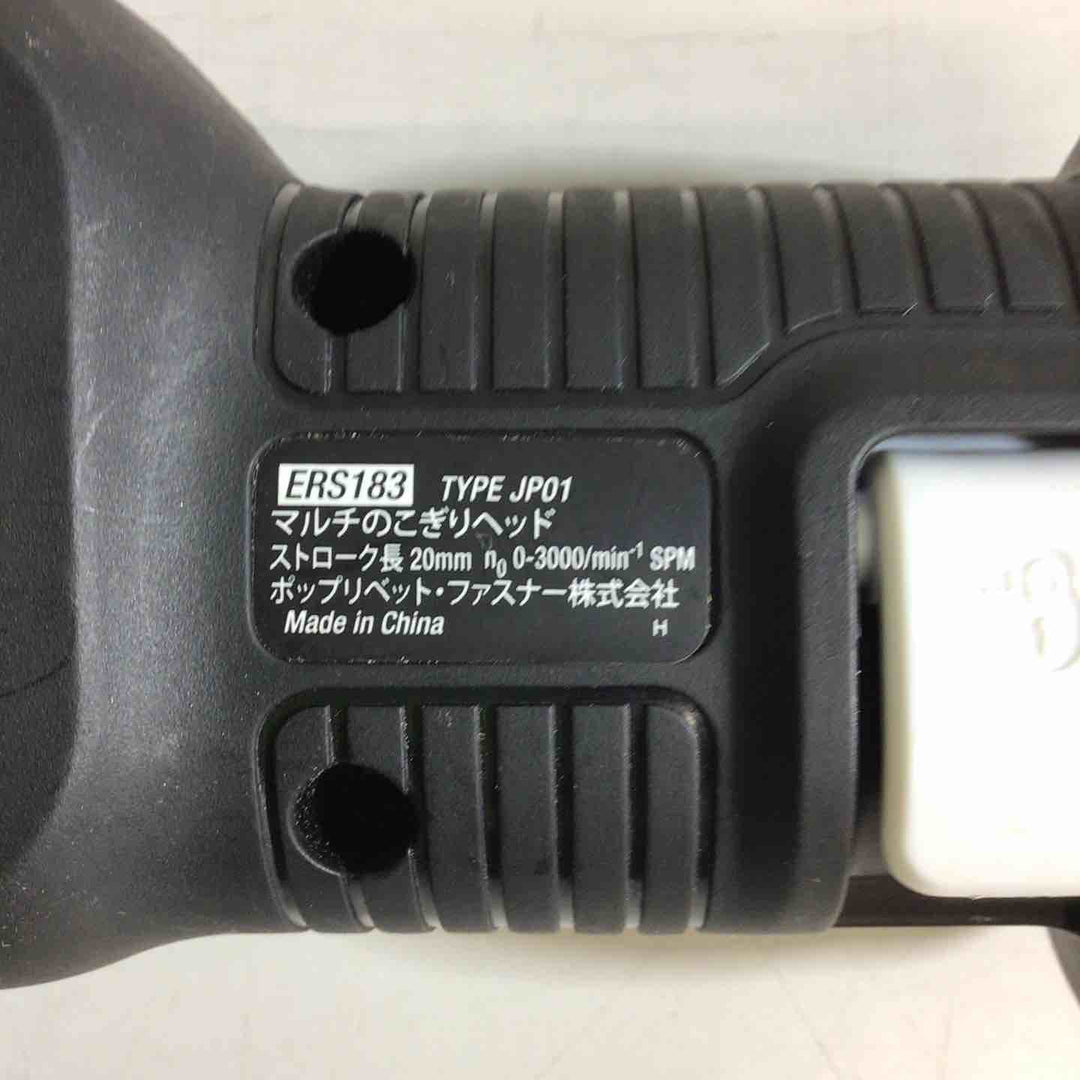 ERS183 TYPE JP01
マルチのこぎりヘッド
ストローク長 20mm n₀ 0-3000/min⁻¹ SPM
ポップリベット・ファスナー株式会社
Made in China H